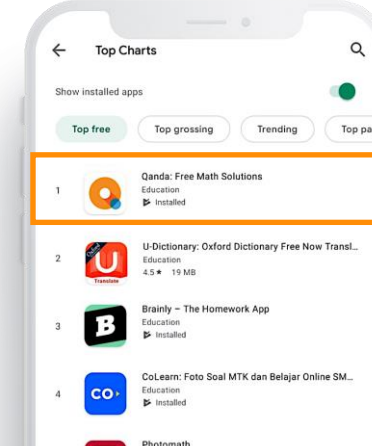 Top Charts
Show installed apps
Top free Top grossing Trending Top pa
1
Qanda: Free Math Solutions
Education
Installed
2
Oxford
U
Translate
U-Dictionary: Oxford Dictionary Free Now Transl...
Education
4.5★ 19 MB
3
B
Brainly – The Homework App
Education
Installed
4
CO
CoLearn: Foto Soal MTK dan Belajar Online SM...
Education
Installed
Photomath